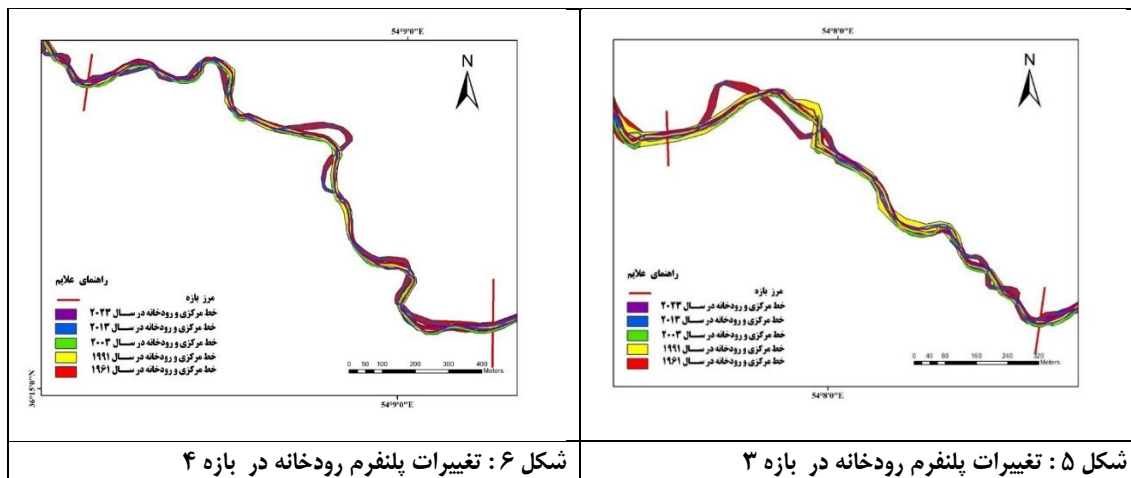 54°8'0"E
N
راهنمای علایم
مرز بازه
خط مرکزی و رودخانه در سال ۲۰۲۳
خط مرکزی و رودخانه در سال ۲۰۱۳
خط مرکزی و رودخانه در سال ۲۰۰۳
خط مرکزی و رودخانه در سال ۱۹۹۱
خط مرکزی و رودخانه در سال ۱۹۶۱
0 40 80 160 240 320
Meters
54°8'0"E
شکل ۵ : تغییرات پلنفرم رودخانه در بازه ۳
54°9'0"E
N
راهنمای علایم
مرز بازه
خط مرکزی و رودخانه در سال ۲۰۲۳
خط مرکزی و رودخانه در سال ۲۰۱۳
خط مرکزی و رودخانه در سال ۲۰۰۳
خط مرکزی و رودخانه در سال ۱۹۹۱
خط مرکزی و رودخانه در سال ۱۹۶۱
0 50 100 200 300 400
Meters
36°15'0"N
54°9'0"E
شکل ۶ : تغییرات پلنفرم رودخانه در بازه ۴